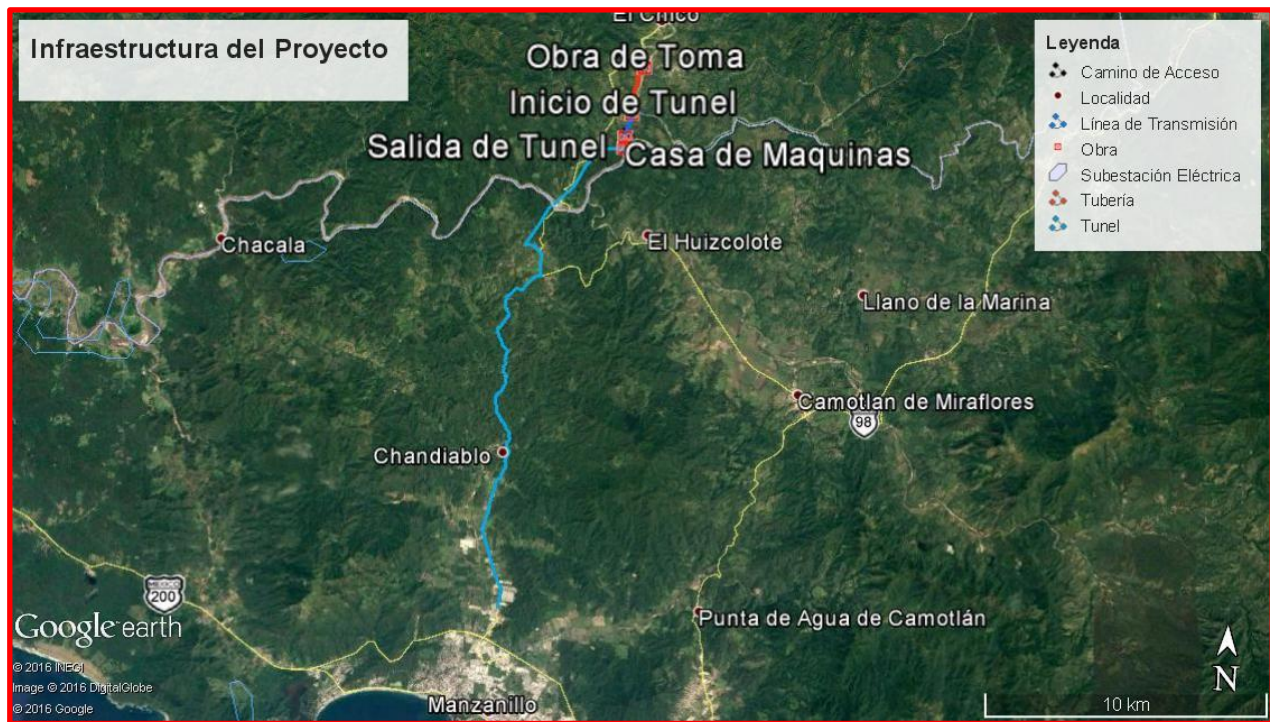 El Chico
Infraestructura del Proyecto
Obra de Toma
Inicio de Tunel
Salida de Tunel
Casa de Maquinas
Leyenda
Camino de Acceso
Localidad
Línea de Transmisión
Obra
Subestación Eléctrica
Tubería
Tunel
Chacala
El Huizcolote
Llano de la Marina
Camotlan de Miraflores
98
Chandiablo
MEXICO
200
Punta de Agua de Camotlán
Google earth
© 2016 INEGI
Image © 2016 DigitalGlobe
© 2016 Google
Manzanillo
N
10 km